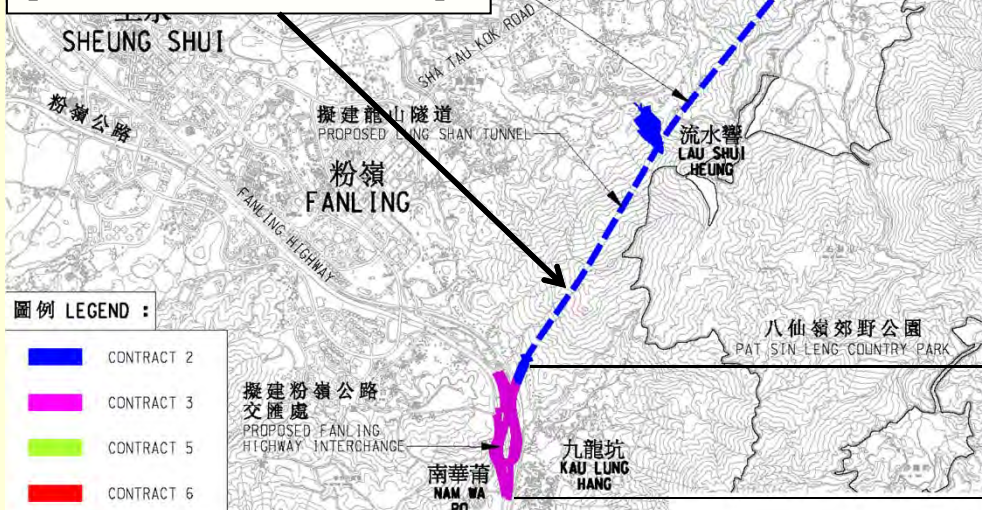 SHEUNG SHUI
SHA TAU KOK ROAD
粉嶺公路
擬建龍山隧道
PROPOSED LUNG SHAN TUNNEL
流水響
LAU SHUI
HEUNG
粉嶺
FANLING
FANLING HIGHWAY
圖例 LEGEND :
CONTRACT 2
CONTRACT 3
CONTRACT 5
CONTRACT 6
八仙嶺郊野公園
PAT SIN LENG COUNTRY PARK
擬建粉嶺公路
交匯處
PROPOSED FANLING
HIGHWAY INTERCHANGE
九龍坑
KAU LUNG
HANG
南華莆
NAM WA
PO